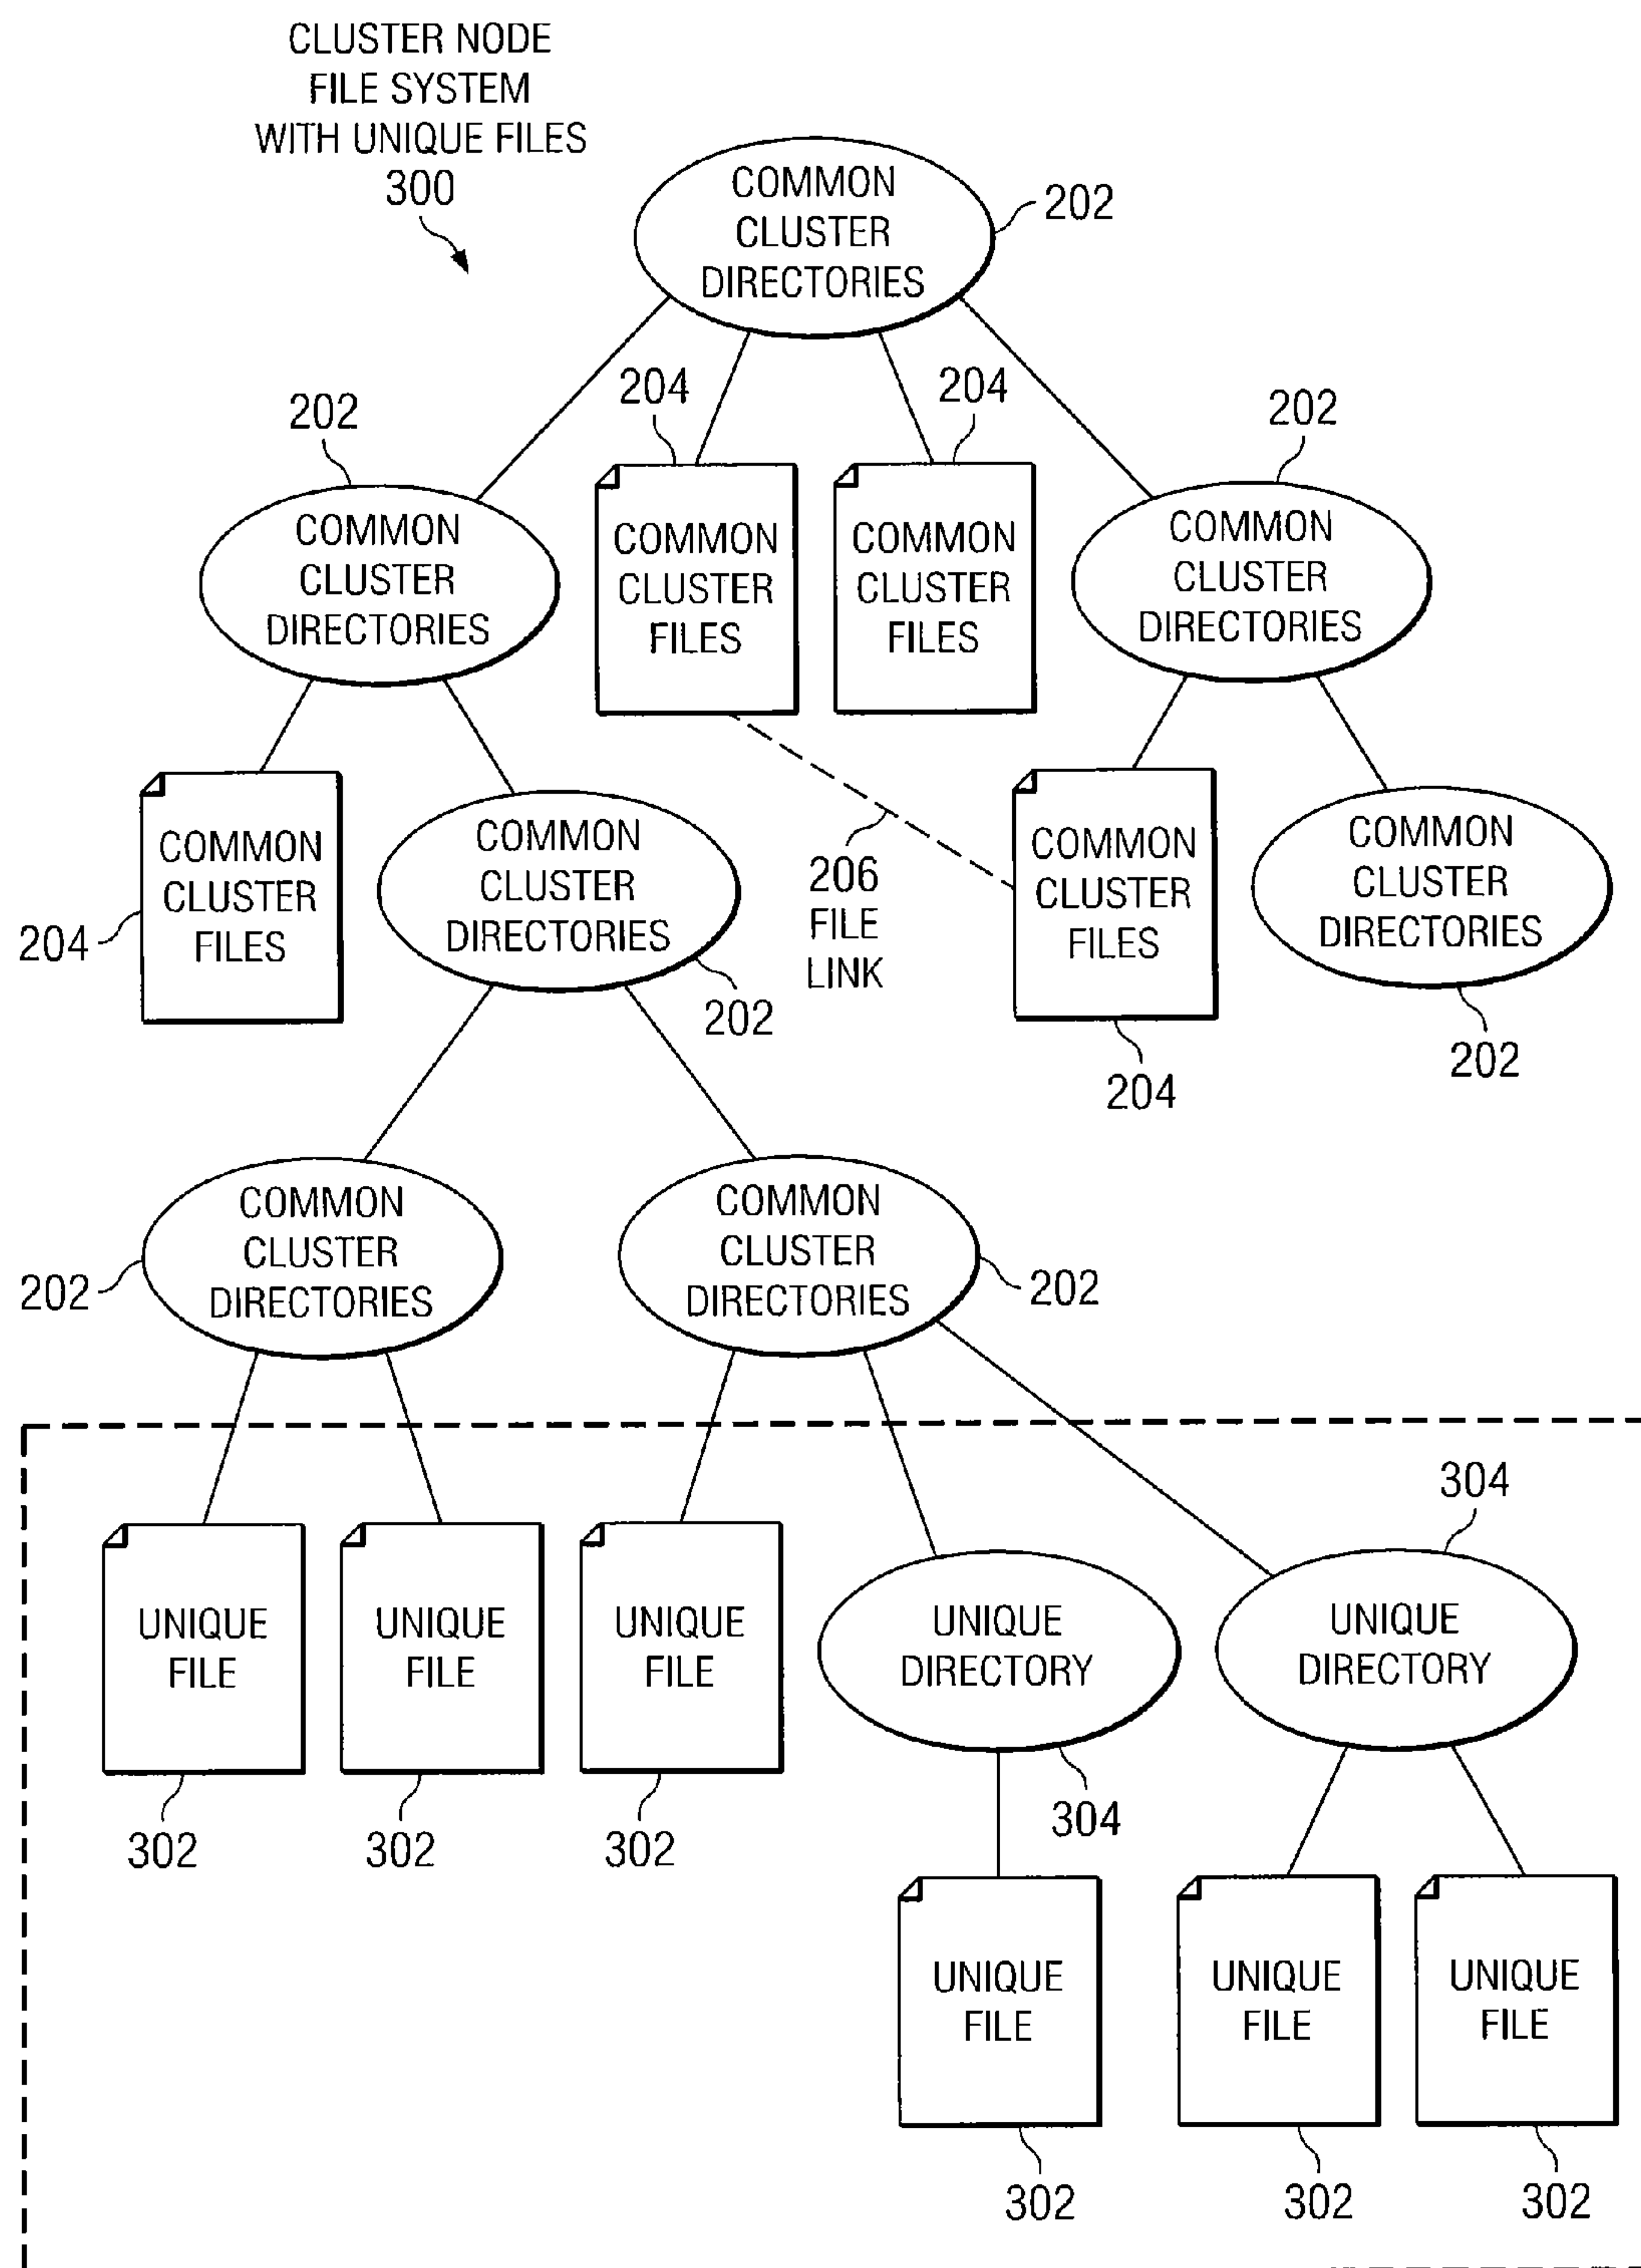 CLUSTER NODE
FILE SYSTEM
WITH UNIQUE FILES
300
COMMON
CLUSTER
DIRECTORIES
202
202
204
204
202
COMMON
CLUSTER
DIRECTORIES
COMMON
CLUSTER
FILES
COMMON
CLUSTER
FILES
COMMON
CLUSTER
DIRECTORIES
COMMON
CLUSTER
FILES
204
COMMON
CLUSTER
DIRECTORIES
202
206
FILE
LINK
COMMON
CLUSTER
FILES
204
COMMON
CLUSTER
DIRECTORIES
202
COMMON
CLUSTER
DIRECTORIES
202
COMMON
CLUSTER
DIRECTORIES
202
UNIQUE
FILE
302
UNIQUE
FILE
302
UNIQUE
FILE
302
UNIQUE
DIRECTORY
304
304
UNIQUE
DIRECTORY
UNIQUE
FILE
302
UNIQUE
FILE
302
UNIQUE
FILE
302